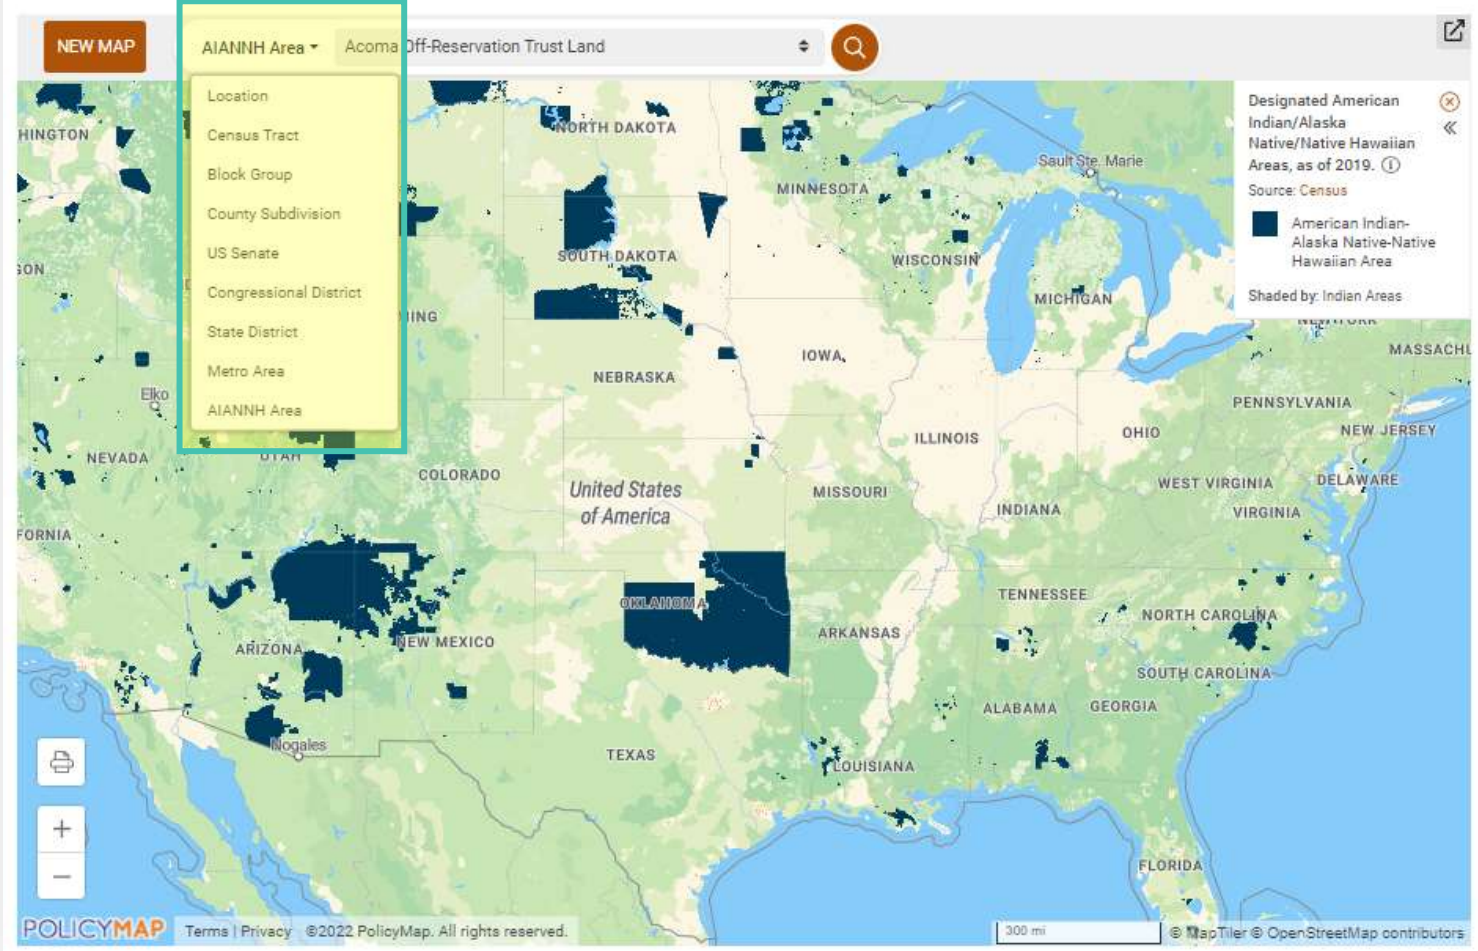 NEW MAP
AIANNH Area
Acoma Off-Reservation Trust Land
Location
Census Tract
Block Group
County Subdivision
US Senate
Congressional District
State District
Metro Area
AIANNH Area
Designated American
Indian/Alaska
Native/Native Hawaiian
Areas, as of 2019.
Source: Census
American Indian-
Alaska Native-Native
Hawaiian Area
Shaded by: Indian Areas
HINGTON
NORTH DAKOTA
Sault Ste. Marie
MINNESOTA
SOUTH DAKOTA
WISCONSIN
GON
MICHIGAN
MING
NEW YORK
IOWA
MASSACHU
NEBRASKA
Elko
PENNSYLVANIA
ILLINOIS
OHIO
NEW JERSEY
NEVADA
UTAH
COLORADO
WEST VIRGINIA
DELAWARE
United States
of America
MISSOURI
INDIANA
VIRGINIA
FORNIA
TENNESSEE
OKLAHOMA
NORTH CAROLINA
ARKANSAS
NEW MEXICO
ARIZONA
SOUTH CAROLINA
ALABAMA
GEORGIA
Nogales
TEXAS
LOUISIANA
FLORIDA
POLICYMAP
Terms | Privacy ©2022 PolicyMap. All rights reserved.
300 mi
© MapTiler © OpenStreetMap contributors